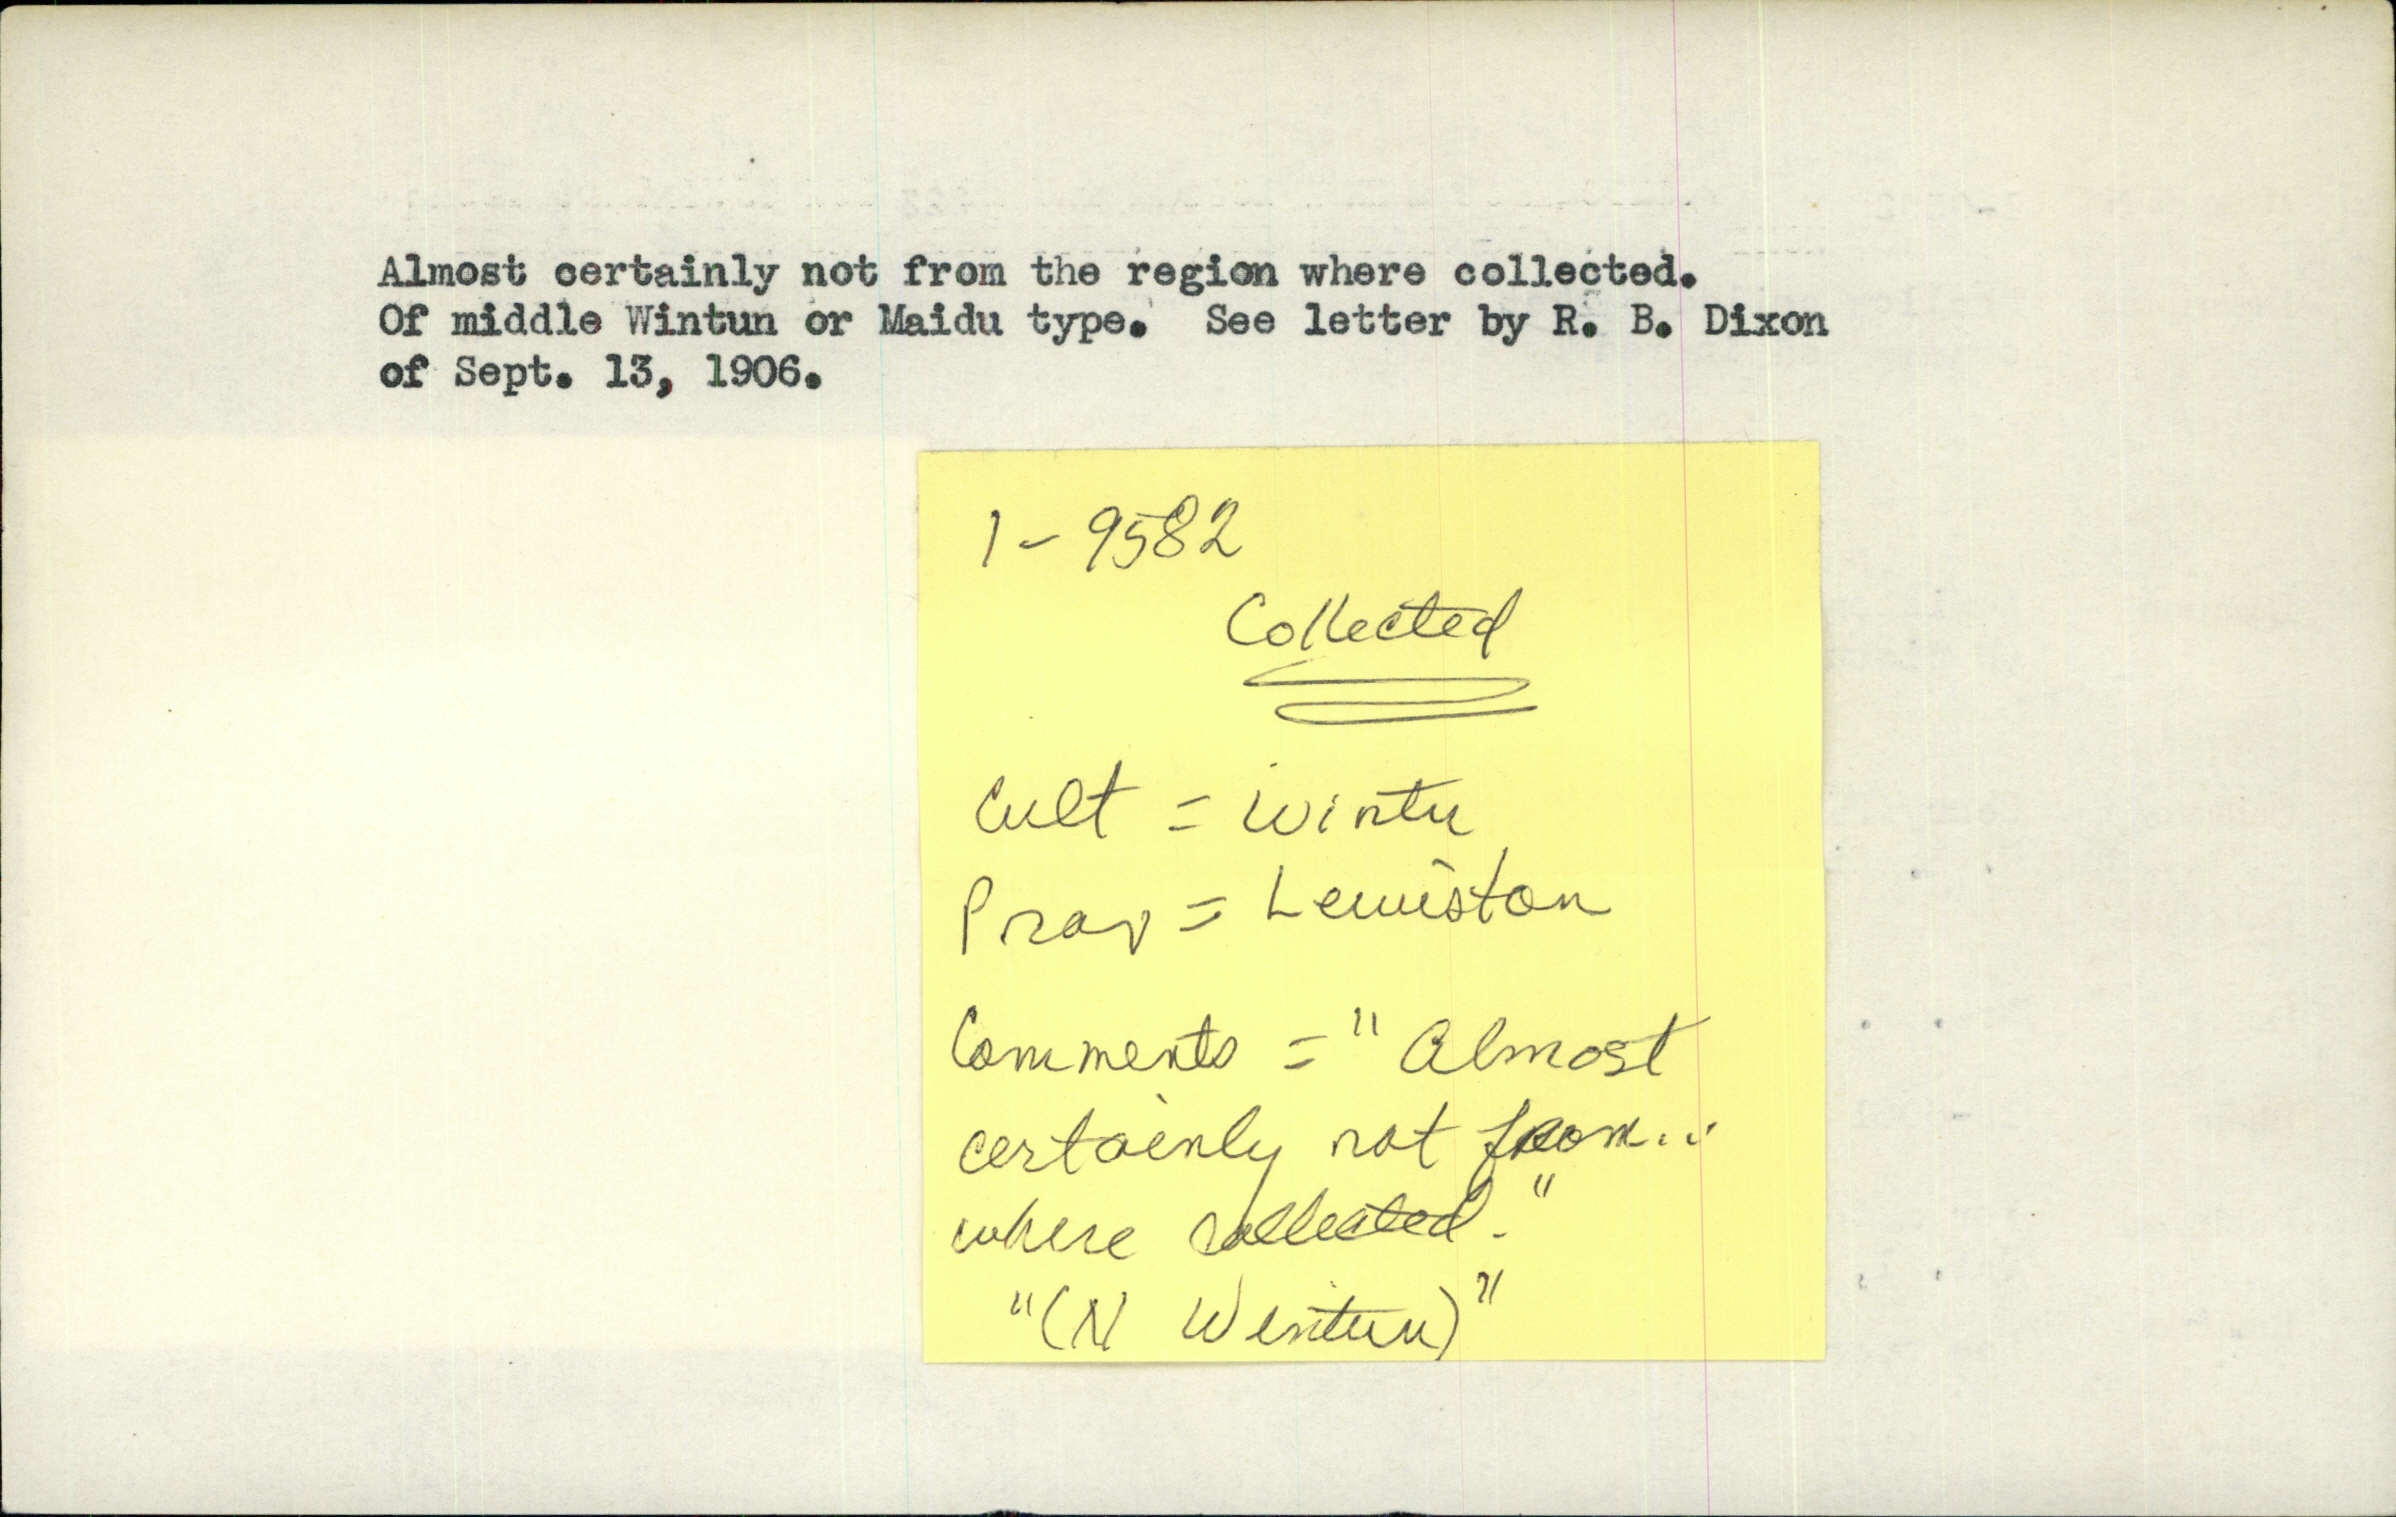 Almost certainly not from the region where collected.
Of middle Wintun or Maidu type. See letter by R. B. Dixon
of Sept. 13, 1906.
1-9582
Collected
Cult = Wintu
Prov = Lewiston
Comments = "Almost
certainly not from...
where collected."
"(N Wintun)"